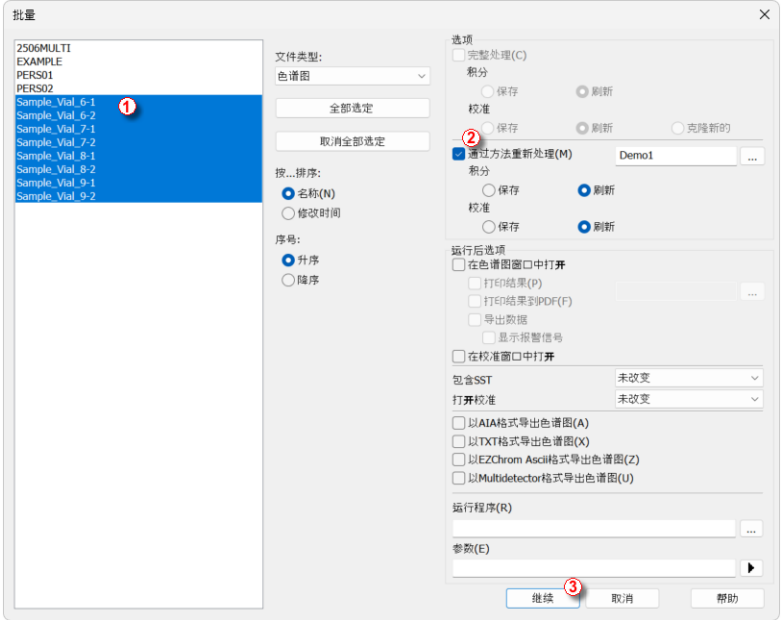 批量
2506MULTI
EXAMPLE
PERS01
PERS02
Sample_Vial_6-1
Sample_Vial_6-2
Sample_Vial_7-1
Sample_Vial_7-2
Sample_Vial_8-1
Sample_Vial_8-2
Sample_Vial_9-1
Sample_Vial_9-2
1
文件类型:
色谱图
全部选定
取消全部选定
按...排序:
名称(N)
修改时间
序号:
升序
降序
选项
完整处理(C)
积分
保存 刷新
校准
保存 刷新 克隆新的
2
通过方法重新处理(M) Demo1 ...
积分
保存 刷新
校准
保存 刷新
运行后选项
在色谱图窗口中打开
打印结果(P) ...
打印结果到PDF(F)
导出数据
显示报警信号
在校准窗口中打开
包含SST 未改变
打开校准 未改变
以AIA格式导出色谱图(A)
以TXT格式导出色谱图(X)
以EZChrom Ascii格式导出色谱图(Z)
以Multidetector格式导出色谱图(U)
运行程序(R)
...
参数(E)
3
继续 取消 帮助